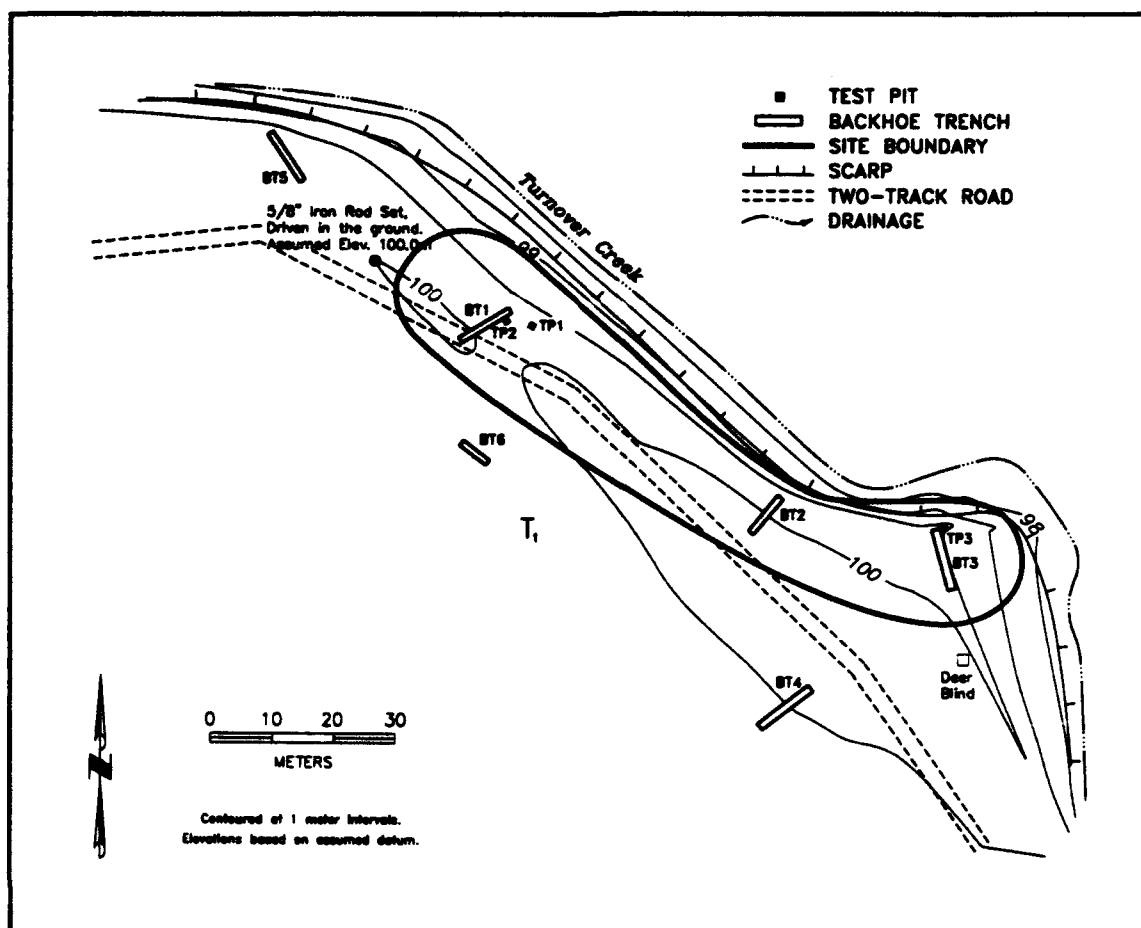 TEST PIT
BACKHOE TRENCH
SITE BOUNDARY
SCARP
TWO-TRACK ROAD
DRAINAGE
Turnover Creek
BT5
5/8" Iron Rod Set,
Driven in the ground.
Assumed Elev. 100.0m
99
100
BT1
TP2
TP1
BT6
BT2
T₁
98
TP3
BT3
100
Deer
Blind
BT4
0 10 20 30
METERS
N
Contoured at 1 meter intervals.
Elevations based on assumed datum.